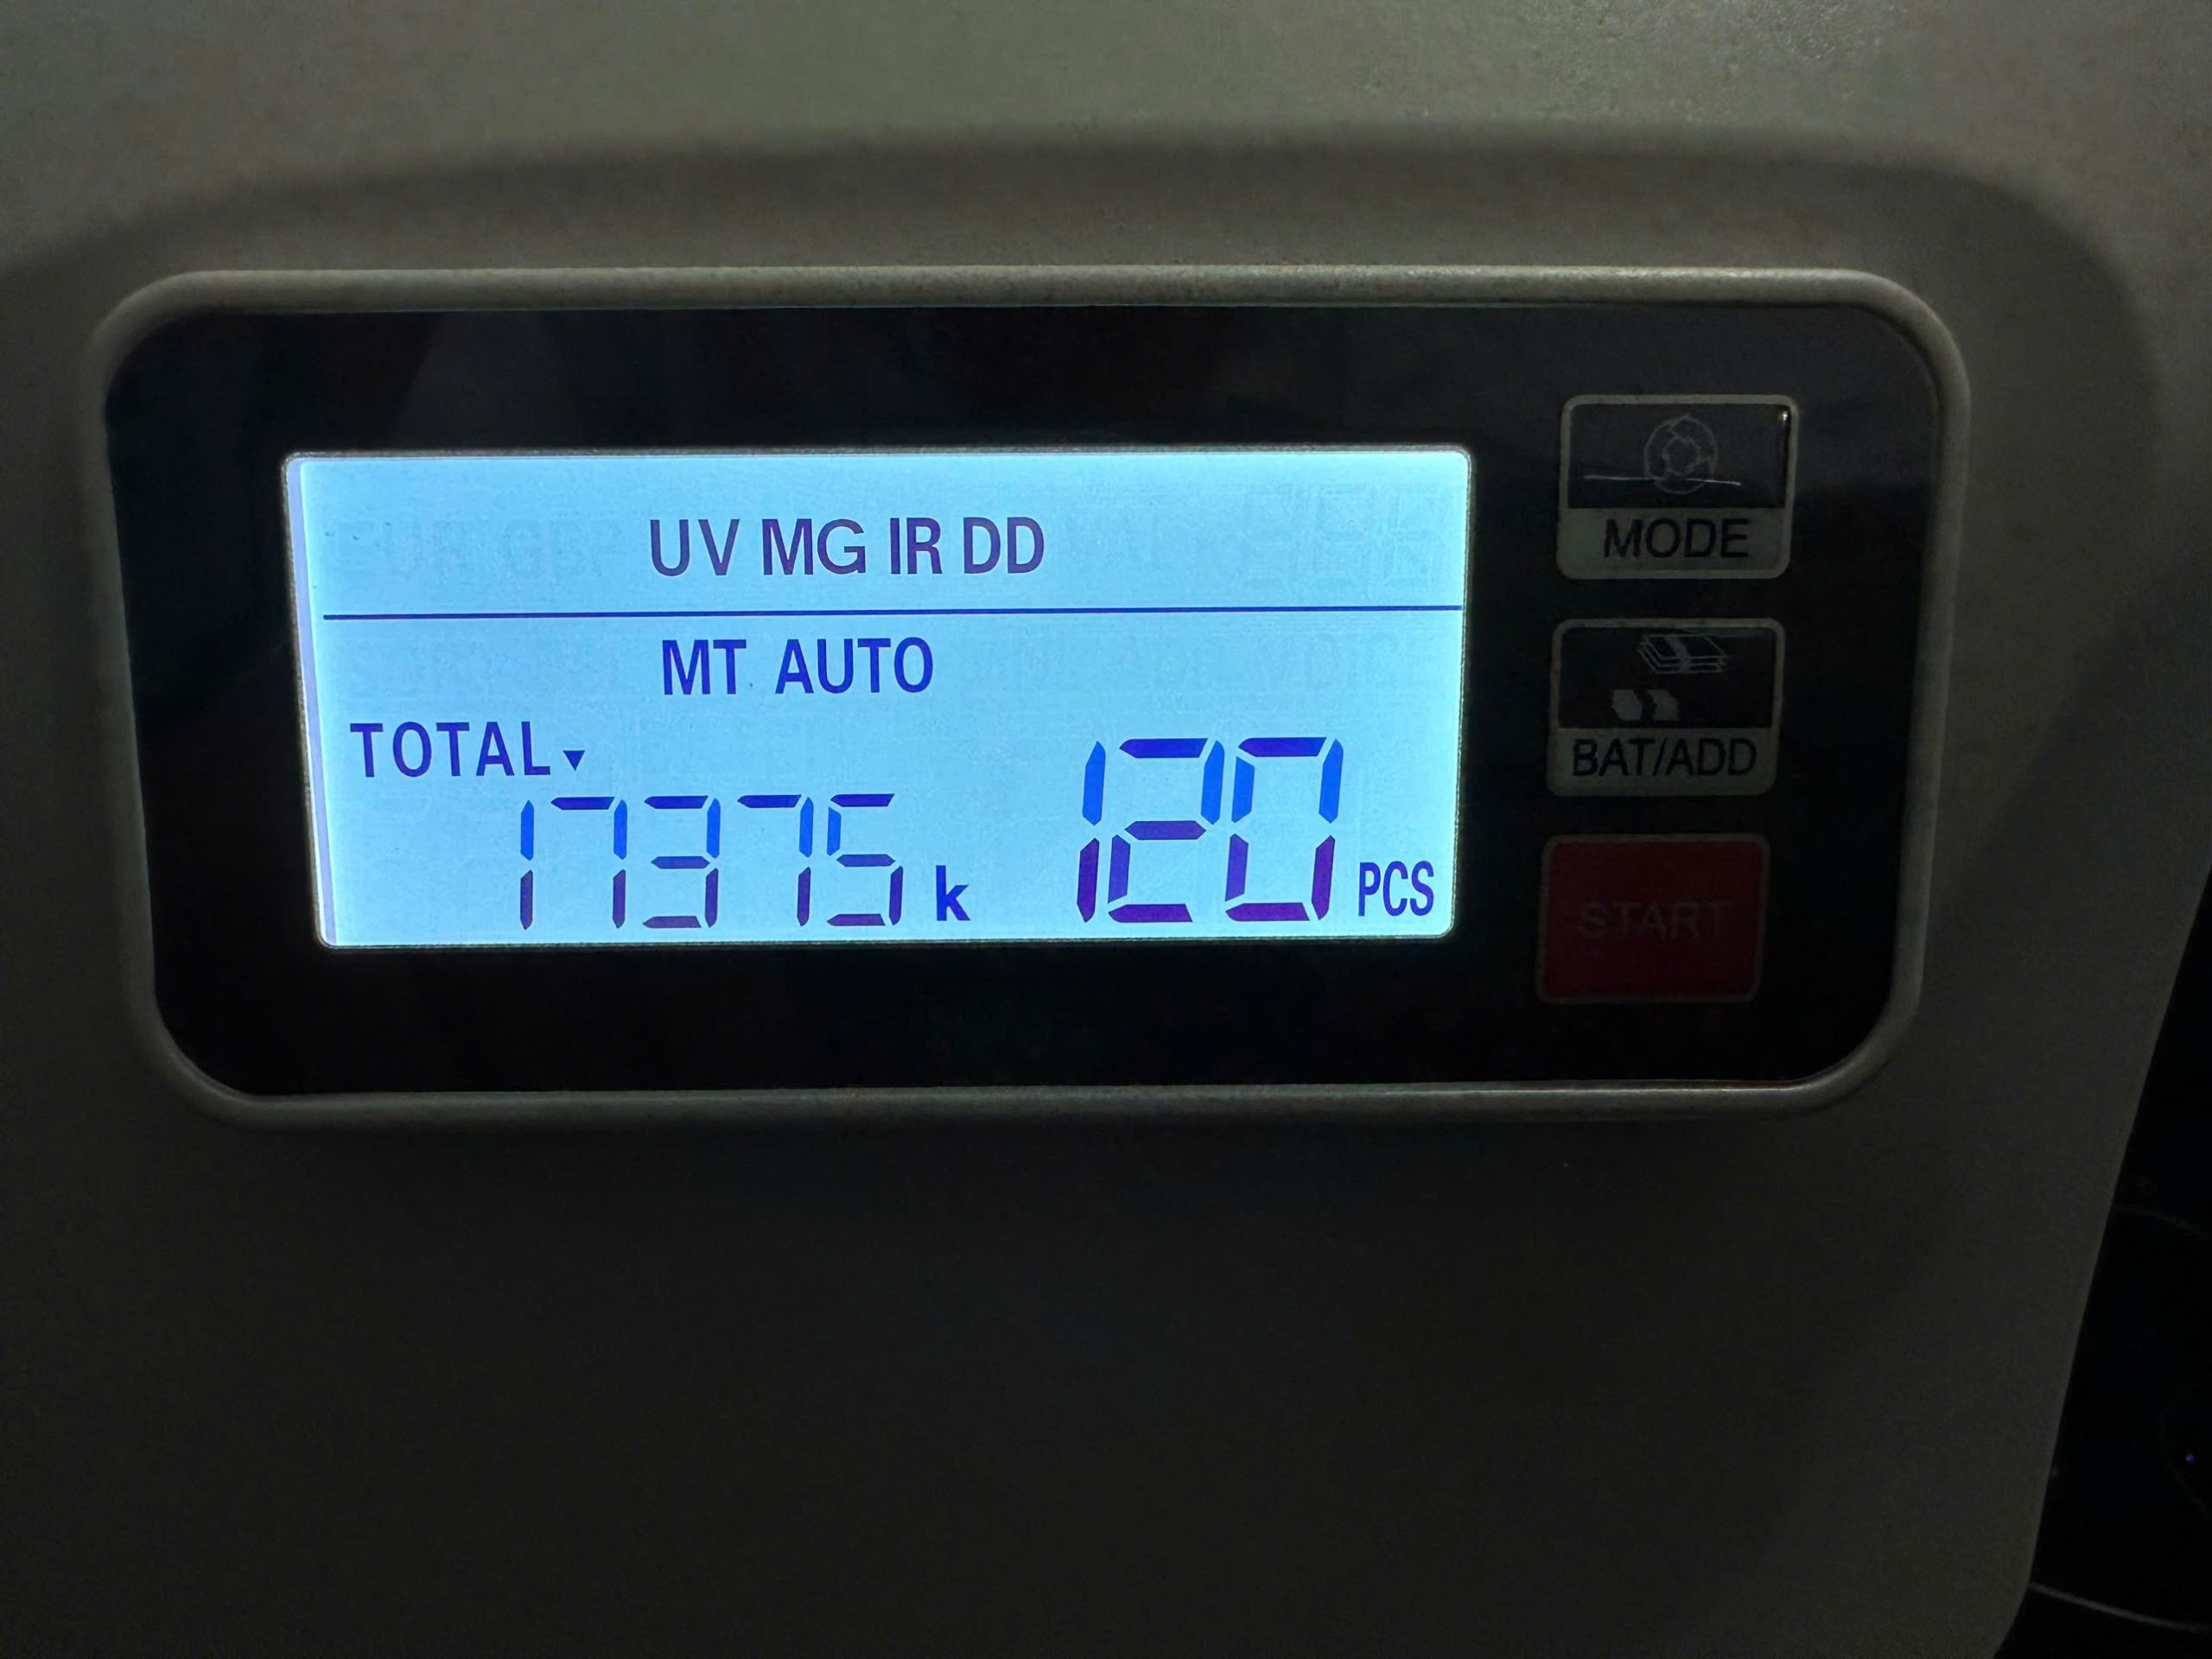 UV MG IR DD
MT AUTO
TOTAL
17375 k
120 PCS
MODE
BAT/ADD
START